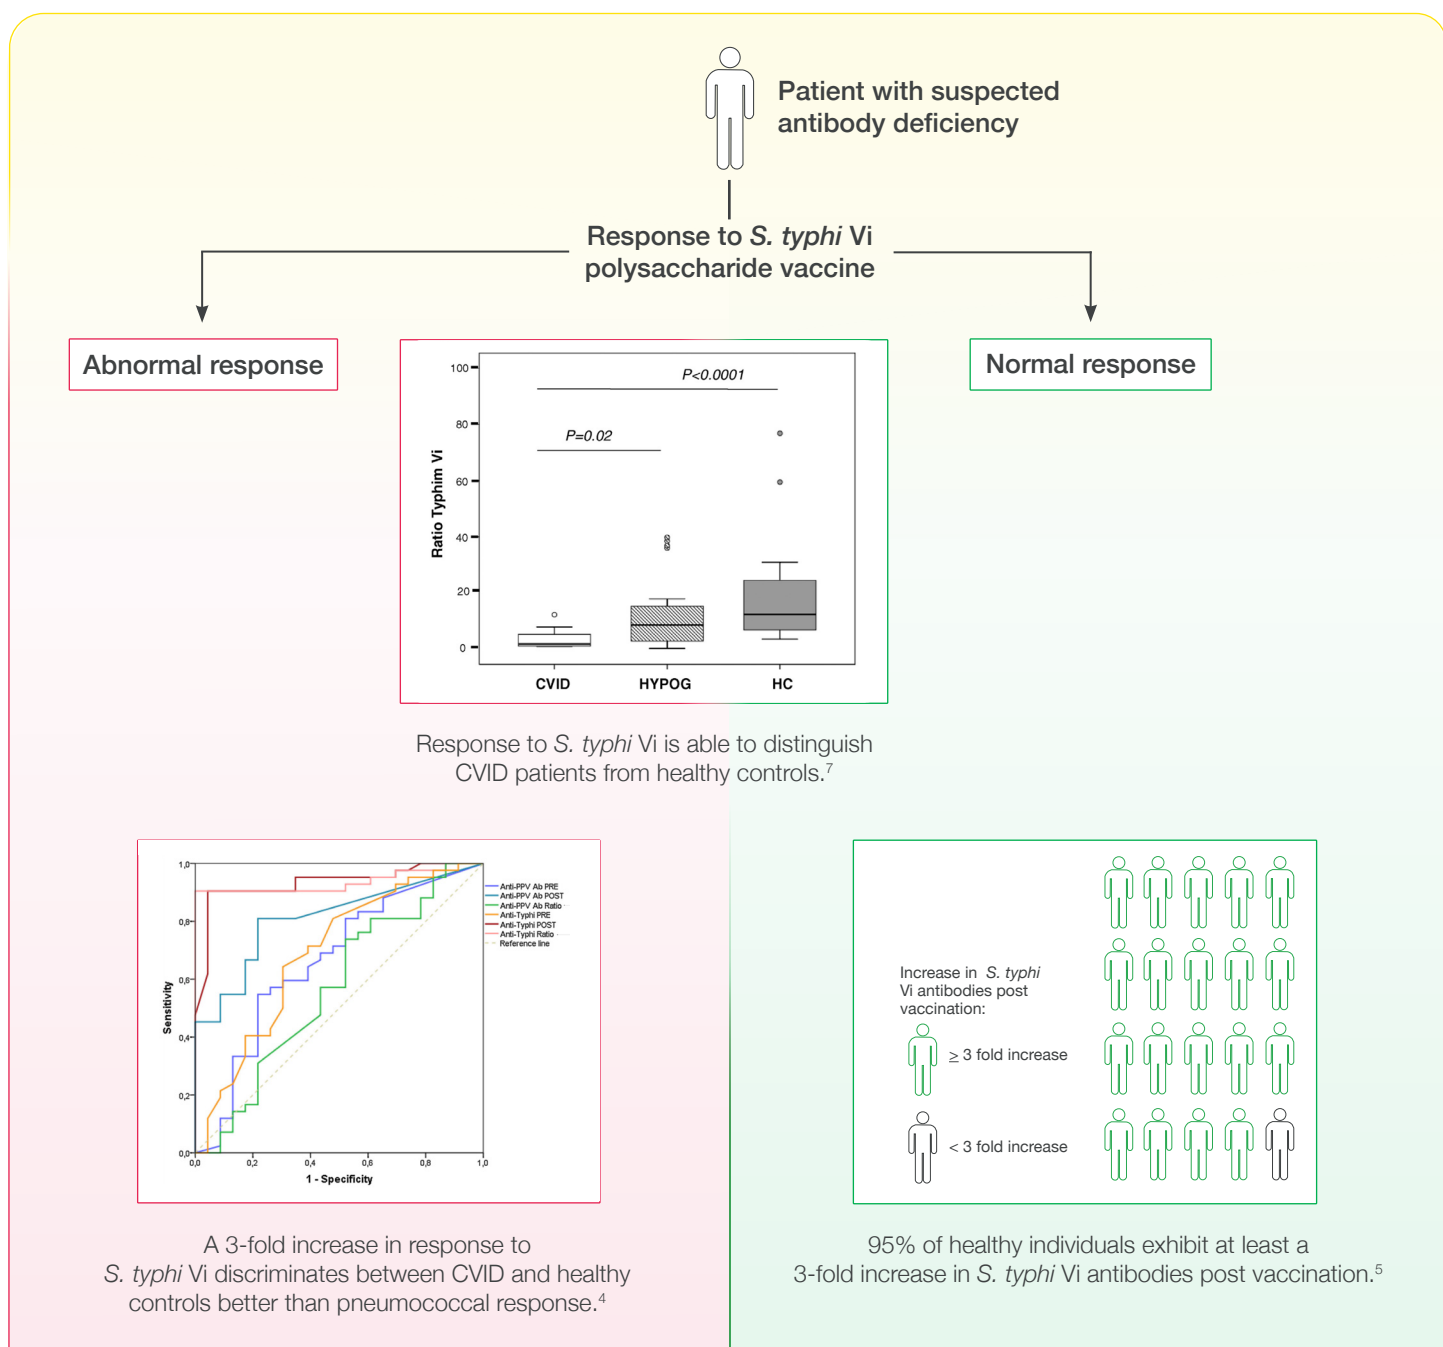 Patient with suspected
antibody deficiency
Response to S. typhi Vi
polysaccharide vaccine
Abnormal response
Normal response
100
80
60
40
20
0
Ratio Typhim Vi
P<0.0001
P=0.02
CVID
HYPOG
HC
Response to S. typhi Vi is able to distinguish
CVID patients from healthy controls.7
1,0
0,8
0,6
0,4
0,2
0,0
Sensitivity
0,0
0,2
0,4
0,6
0,8
1,0
1 - Specificity
Anti-PPV Ab PRE
Anti-PPV Ab POST
Anti-PPV Ab Ratio
Anti-Typhi PRE
Anti-Typhi POST
Anti-Typhi Ratio
Reference line
A 3-fold increase in response to
S. typhi Vi discriminates between CVID and healthy
controls better than pneumococcal response.4
Increase in S. typhi
Vi antibodies post
vaccination:
≥ 3 fold increase
< 3 fold increase
95% of healthy individuals exhibit at least a
3-fold increase in S. typhi Vi antibodies post vaccination.5